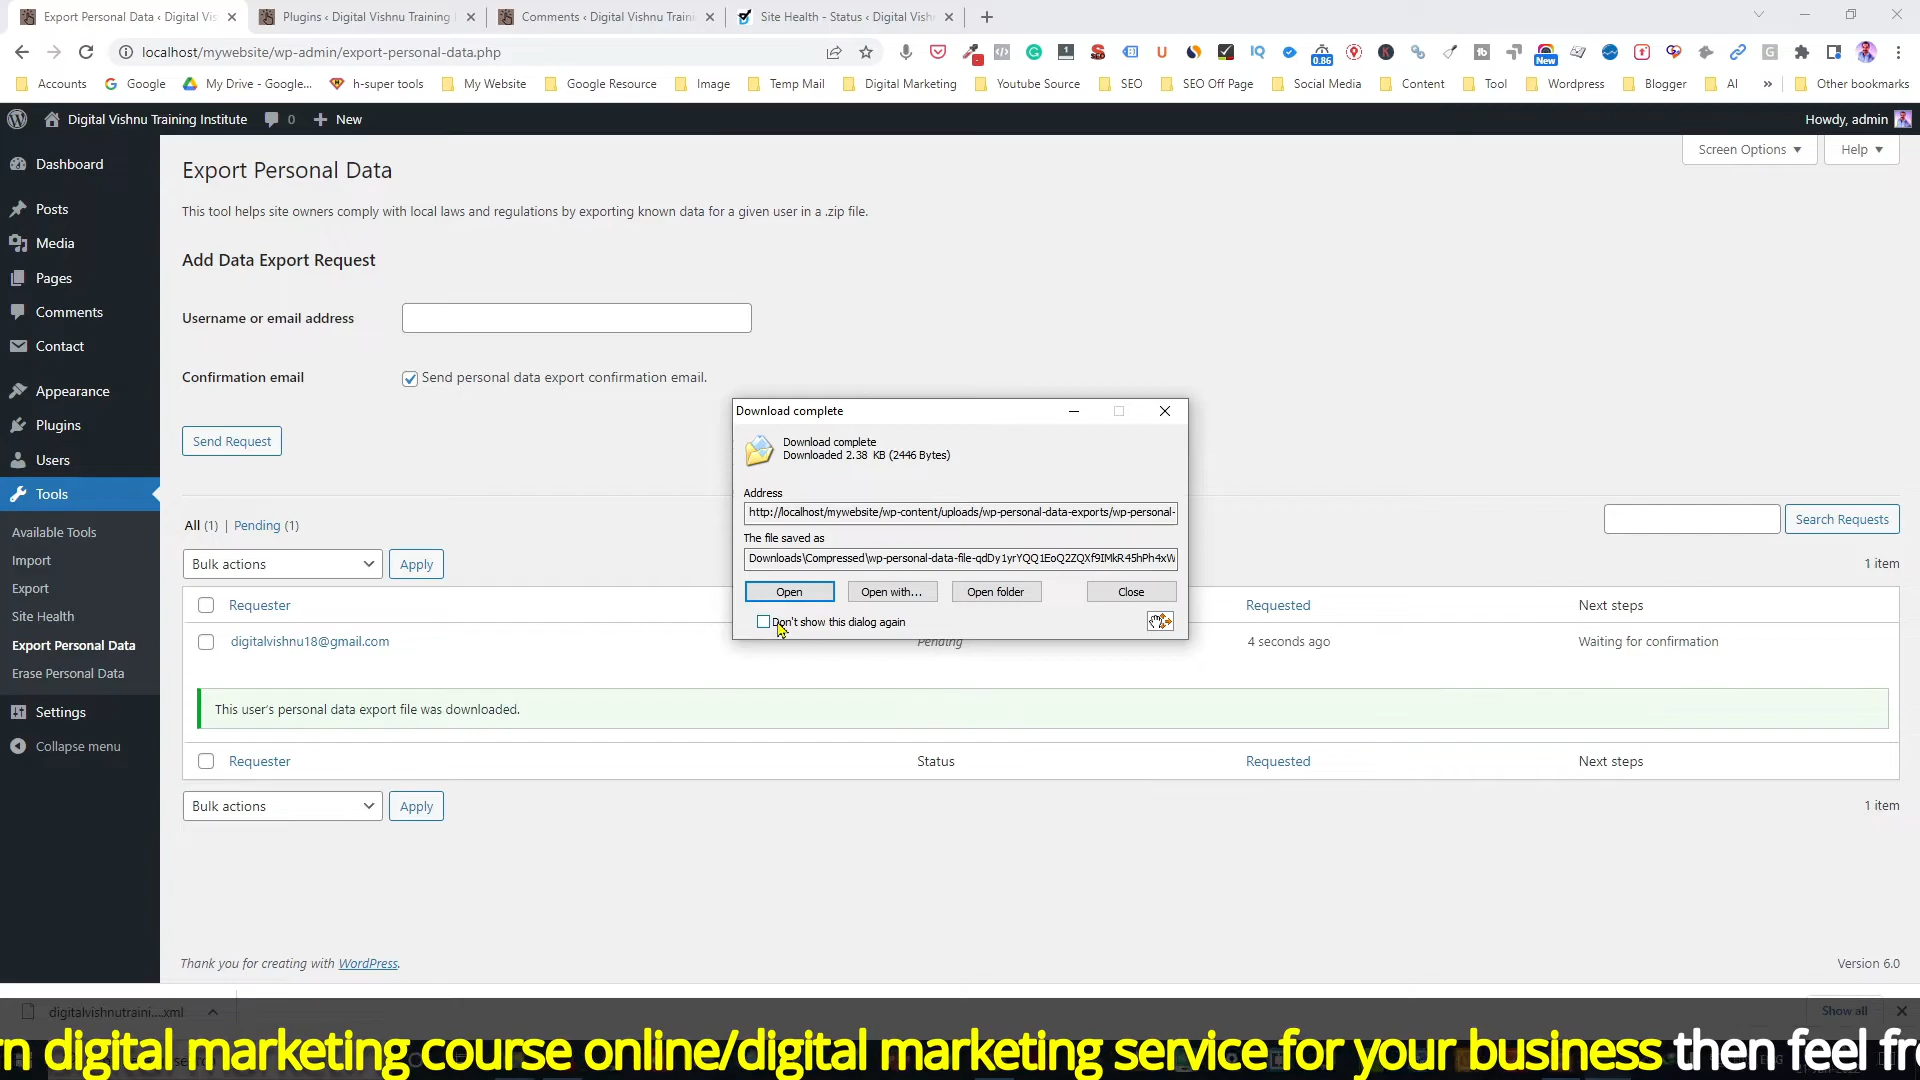 Export Personal Data ‹ Digital Vis
Plugins ‹ Digital Vishnu Training
Comments ‹ Digital Vishnu Traini
Site Health - Status ‹ Digital Vishn
localhost/mywebsite/wp-admin/export-personal-data.php
0.86
New
Accounts
Google
My Drive - Google...
h-super tools
My Website
Google Resource
Image
Temp Mail
Digital Marketing
Youtube Source
SEO
SEO Off Page
Social Media
Content
Tool
Wordpress
Blogger
AI
»
Other bookmarks
Digital Vishnu Training Institute
0
New
Howdy, admin
Screen Options
Help
Dashboard
Posts
Media
Pages
Comments
Contact
Appearance
Plugins
Users
Tools
Available Tools
Import
Export
Site Health
Export Personal Data
Erase Personal Data
Settings
Collapse menu
Export Personal Data
This tool helps site owners comply with local laws and regulations by exporting known data for a given user in a .zip file.
Add Data Export Request
Username or email address
Confirmation email
Send personal data export confirmation email.
Send Request
All (1) | Pending (1)
Search Requests
Bulk actions
Apply
1 item
Requester
Requested
Next steps
digitalvishnu18@gmail.com
Pending
4 seconds ago
Waiting for confirmation
This user's personal data export file was downloaded.
Requester
Status
Requested
Next steps
Bulk actions
Apply
1 item
Download complete
Download complete
Downloaded 2.38 KB (2446 Bytes)
Address
http://localhost/mywebsite/wp-content/uploads/wp-personal-data-exports/wp-personal-
The file saved as
Downloads\Compressed\wp-personal-data-file-qdDy1yrYQQ1EoQ2ZQXf9IMkR45hPh4xW
Open
Open with...
Open folder
Close
Don't show this dialog again
Thank you for creating with WordPress.
Version 6.0
digitalvishnutraini....xml
Show all
rn digital marketing course online/digital marketing service for your business then feel fre